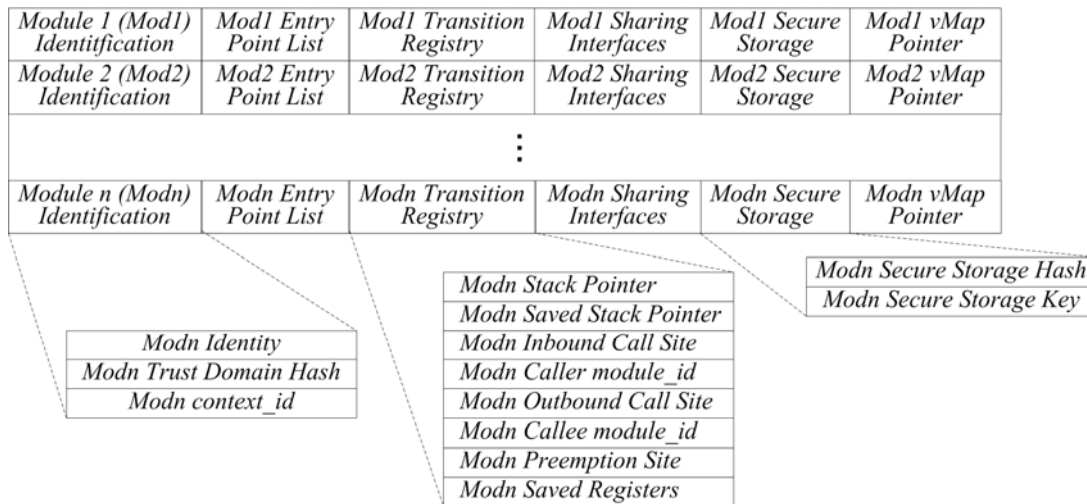 Module 1 (Mod1) Mod1 Entry Mod1 Transition Mod1 Sharing Mod1 Secure Mod1 vMap
Identitfication Point List Registry Interfaces Storage Pointer
Module 2 (Mod2) Mod2 Entry Mod2 Transition Mod2 Sharing Mod2 Secure Mod2 vMap
Identification Point List Registry Interfaces Storage Pointer
⋮
Module n (Modn) Modn Entry Modn Transition Modn Sharing Modn Secure Modn vMap
Identification Point List Registry Interfaces Storage Pointer
Modn Identity
Modn Trust Domain Hash
Modn context_id
Modn Stack Pointer
Modn Saved Stack Pointer
Modn Inbound Call Site
Modn Caller module_id
Modn Outbound Call Site
Modn Callee module_id
Modn Preemption Site
Modn Saved Registers
Modn Secure Storage Hash
Modn Secure Storage Key